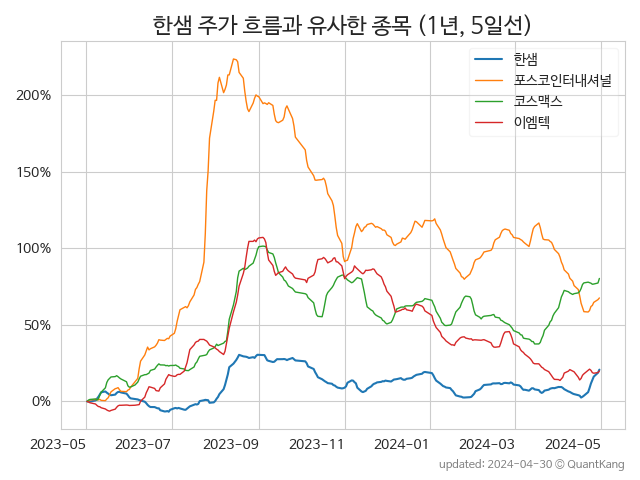 한샘 주가 흐름과 유사한 종목 (1년, 5일선)
한샘
포스코인터내셔널
코스맥스
이엠텍
200%
150%
100%
50%
0%
2023-05 2023-07 2023-09 2023-11 2024-01 2024-03 2024-05
updated: 2024-04-30 © QuantKang